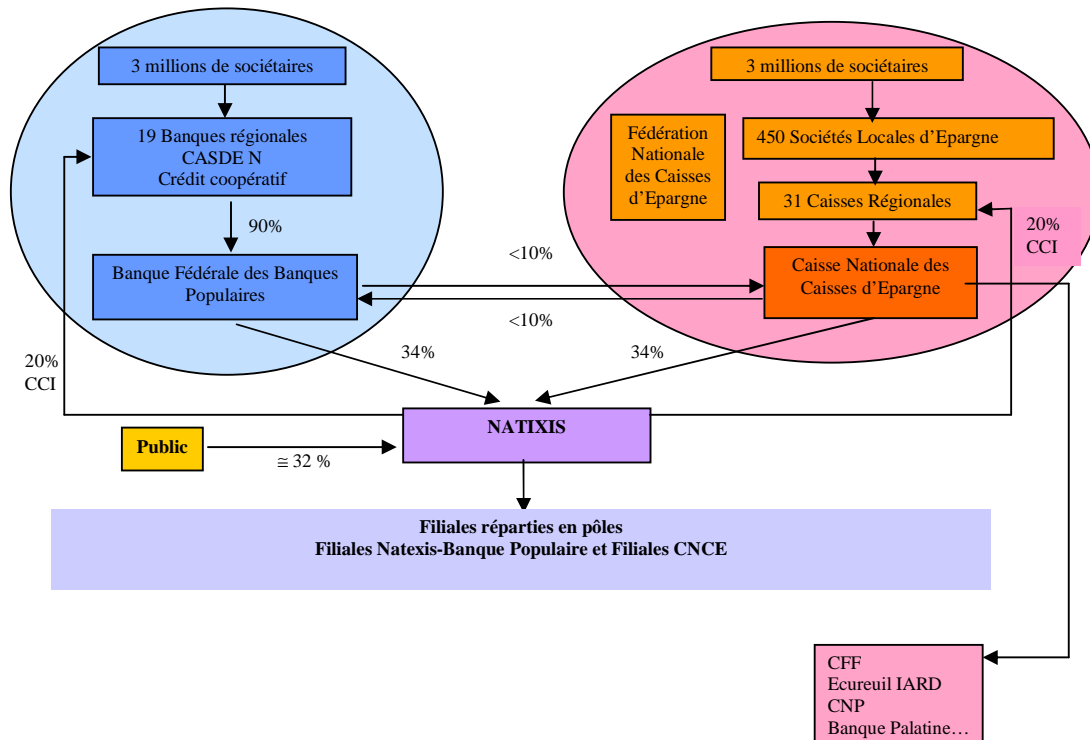 3 millions de sociétaires
19 Banques régionales
CASDE N
Crédit coopératif
90%
Banque Fédérale des Banques
Populaires
20%
CCI
34%
3 millions de sociétaires
Fédération
Nationale
des Caisses
d’Epargne
450 Sociétés Locales d’Epargne
31 Caisses Régionales
20%
CCI
Caisse Nationale des
Caisses d’Epargne
<10%
<10%
34%
NATIXIS
Public
≅ 32 %
Filiales réparties en pôles
Filiales Natexis-Banque Populaire et Filiales CNCE
CFF
Ecureuil IARD
CNP
Banque Palatine…